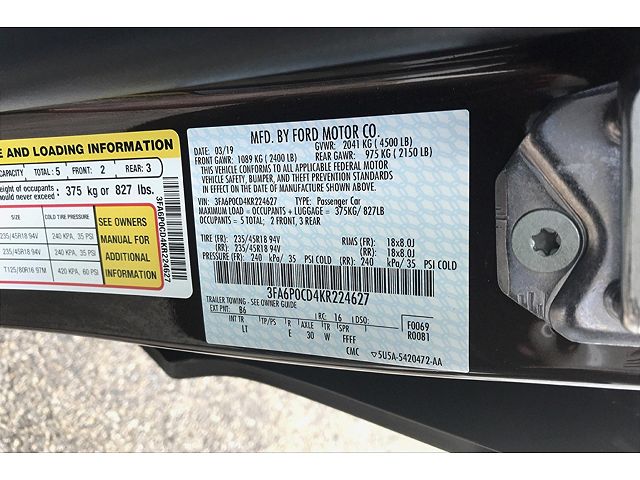 E AND LOADING INFORMATION
CAPACITY TOTAL : 5 FRONT: 2 REAR: 3
weight of occupants : 375 kg or 827 lbs.
SIZE COLD TIRE PRESSURE
235/45R18 94V 240 KPA, 35 PSI
235/45R18 94V 240 KPA, 35 PSI
T125/80R16 97M 420 KPA, 60 PSI
SEE OWNERS
MANUAL FOR
ADDITIONAL
INFORMATION
3FA6P0CD4KR224627
MFD. BY FORD MOTOR CO.
DATE: 03/19 GVWR: 2041 KG ( 4500 LB)
FRONT GAWR: 1089 KG ( 2400 LB) REAR GAWR: 975 KG ( 2150 LB)
THIS VEHICLE CONFORMS TO ALL APPLICABLE FEDERAL MOTOR
VEHICLE SAFETY, BUMPER, AND THEFT PREVENTION STANDARDS
IN EFFECT ON THE DATE OF MANUFACTURE SHOWN ABOVE.
VIN: 3FA6P0CD4KR224627 TYPE: Passenger Car
MAXIMUM LOAD = OCCUPANTS + LUGGAGE = 375KG/ 827LB
OCCUPANTS = 5 TOTAL; 2 FRONT, 3 REAR
TIRE (FR): 235/45R18 94V RIMS (FR): 18x8.0J
(RR): 235/45R18 94V (RR): 18x8.0J
PRESSURE (FR): 240 kPa/ 35 PSI COLD (RR): 240 kPa/ 35 PSI COLD
3FA6P0CD4KR224627
TRAILER TOWING - SEE OWNER GUIDE
EXT PNT: B6 RC: 16 DSO: F0069
INT TR TP/PS R AXLE TR SPR R0081
LT E 30 W FFFF
CMC 5U5A-5420472-AA